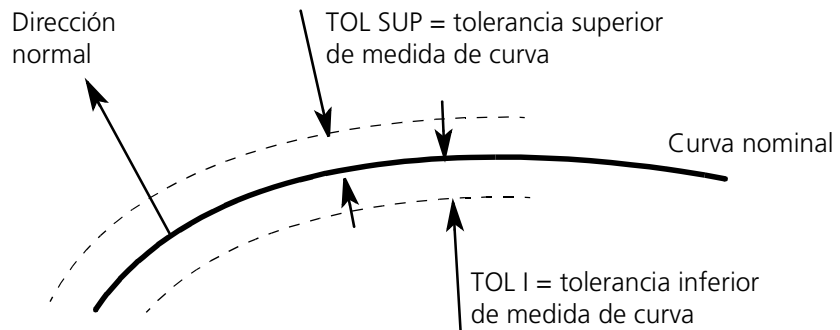 Dirección
normal
TOL SUP = tolerancia superior
de medida de curva
Curva nominal
TOL I = tolerancia inferior
de medida de curva